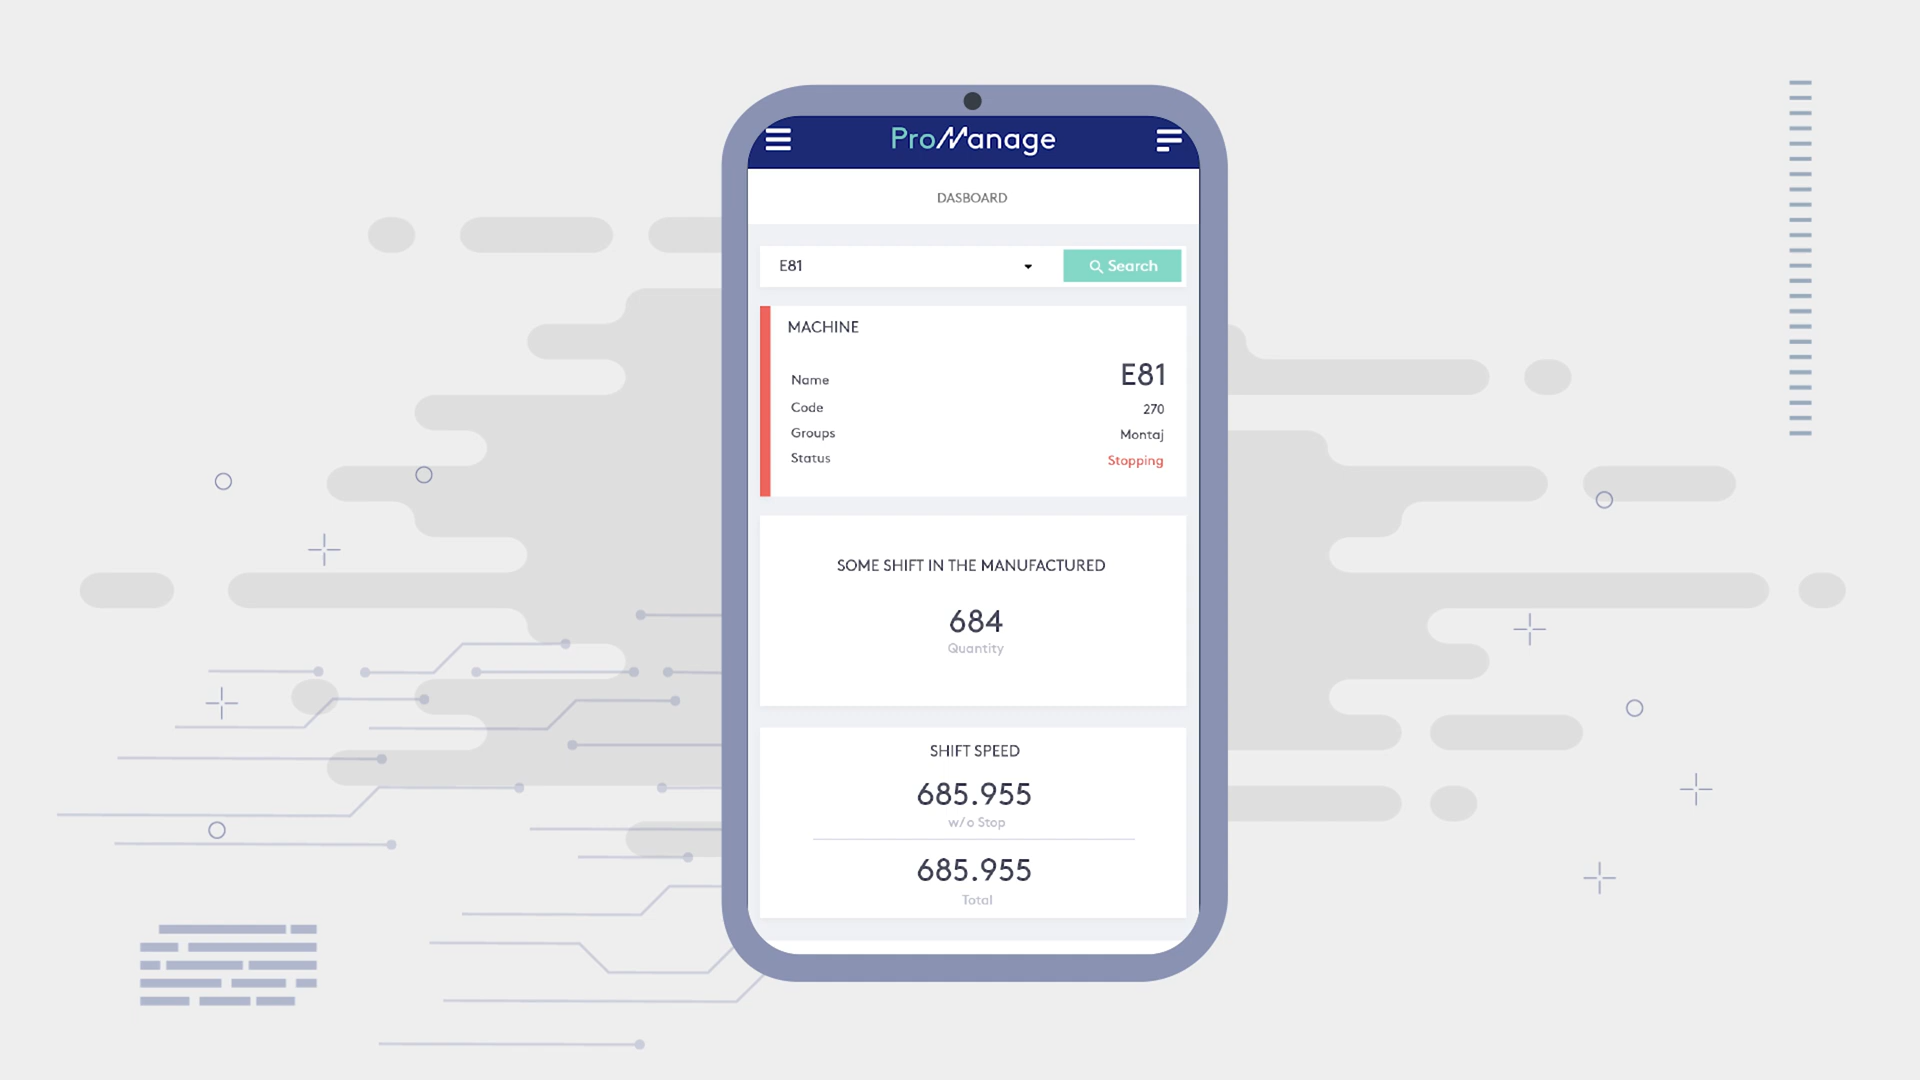 ProManage
DASBOARD
E81
Search
MACHINE
Name E81
Code 270
Groups Montaj
Status Stopping
SOME SHIFT IN THE MANUFACTURED
684
Quantity
SHIFT SPEED
685.955
w/o Stop
685.955
Total